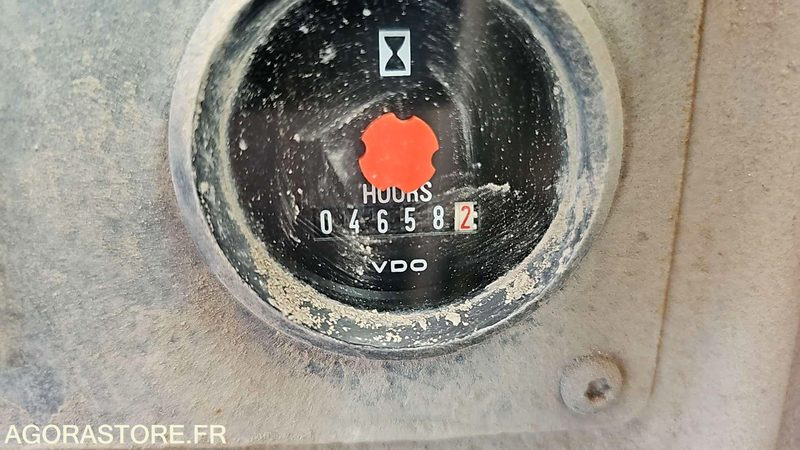 HOURS
046582
VDO
AGORASTORE.FR